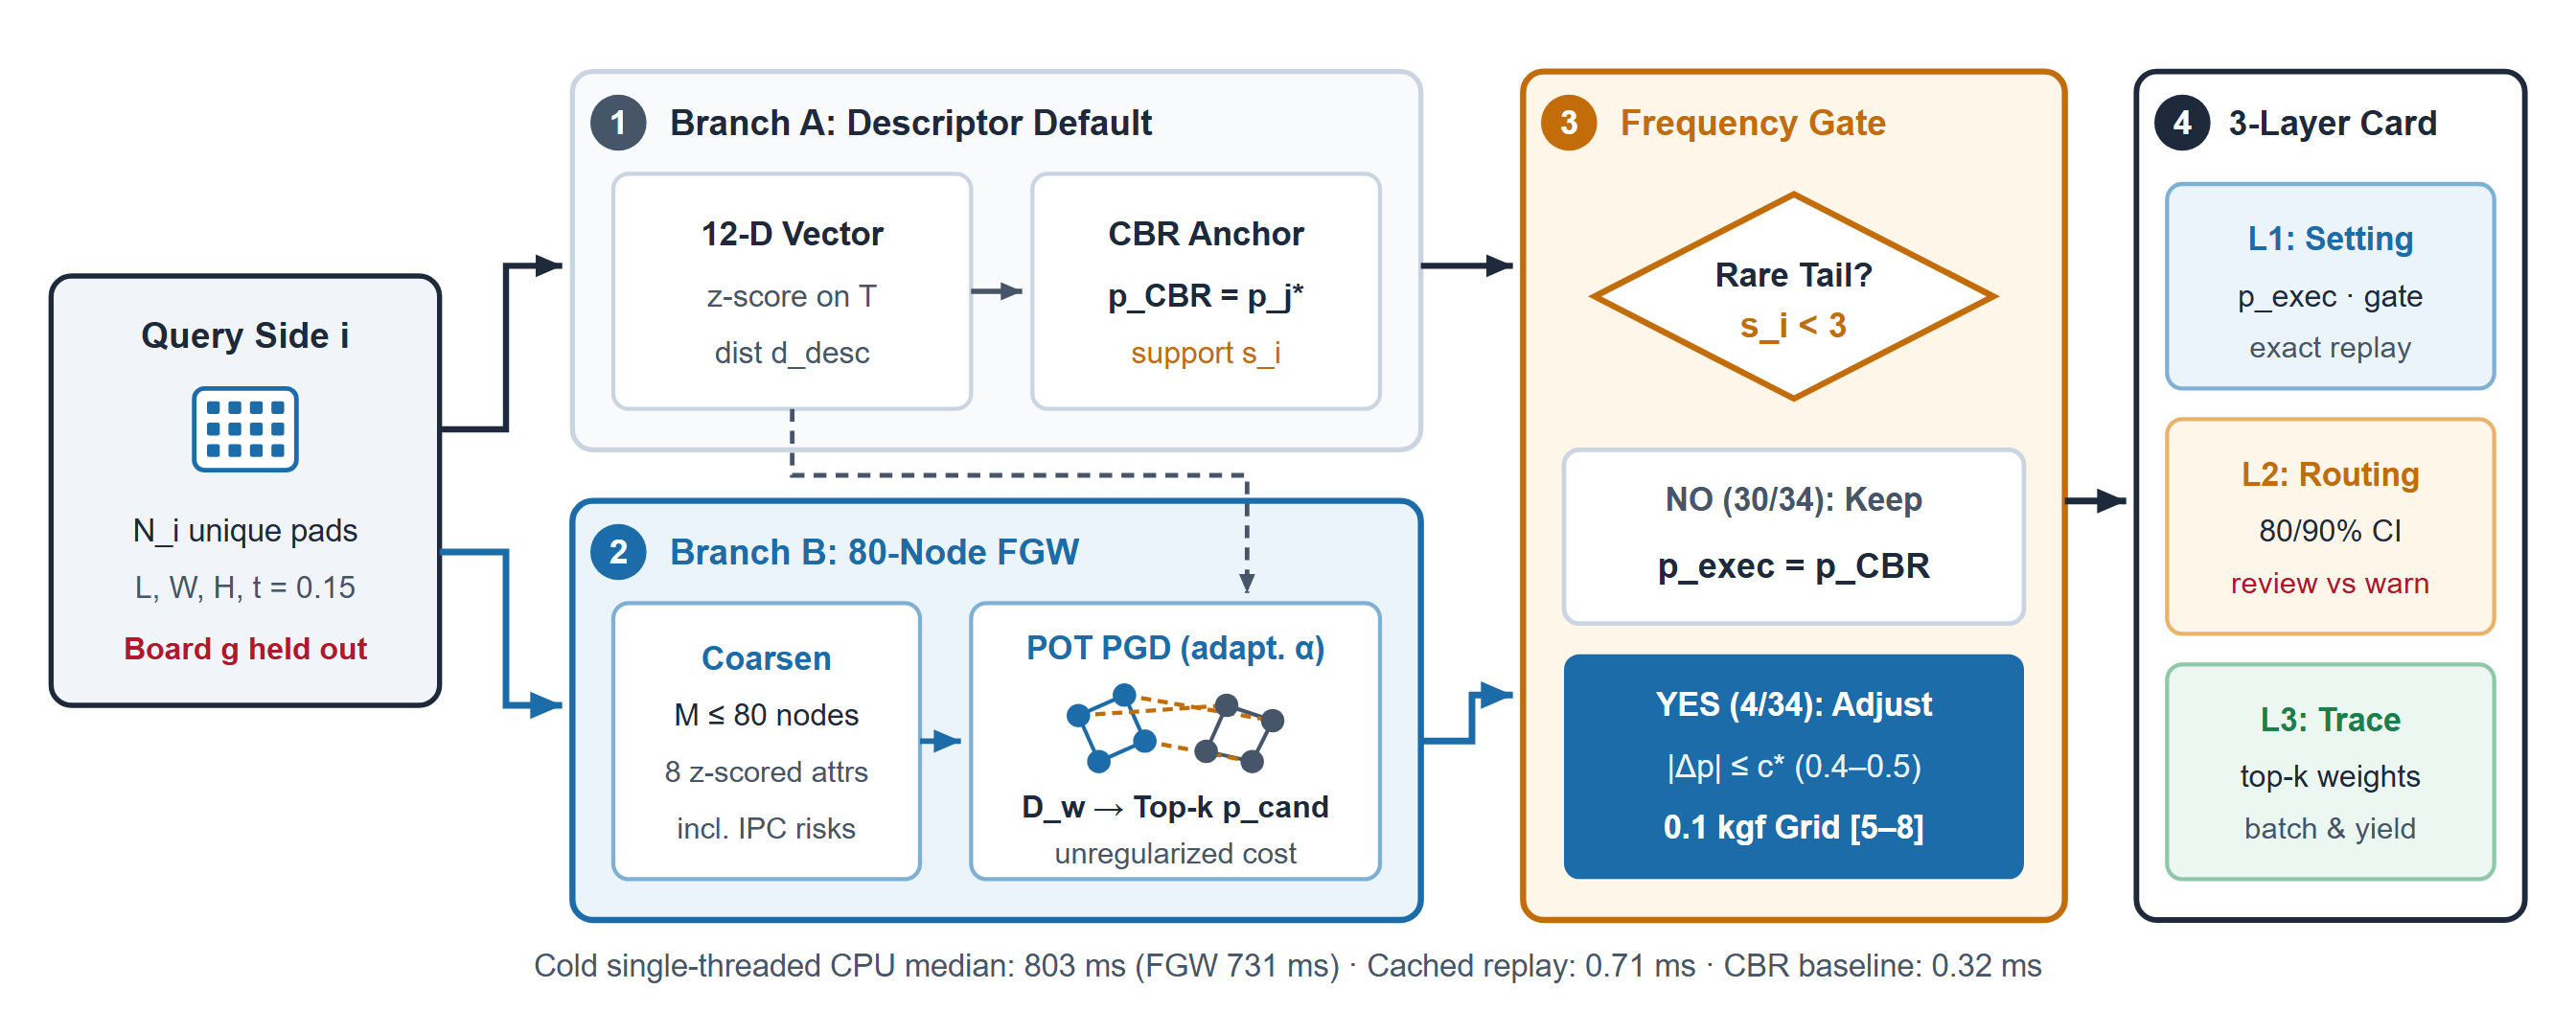 Query Side i
N_i unique pads
L, W, H, t = 0.15
Board g held out
1 Branch A: Descriptor Default
12-D Vector
z-score on T
dist d_desc
CBR Anchor
p_CBR = p_j*
support s_i
2 Branch B: 80-Node FGW
Coarsen
M ≤ 80 nodes
8 z-scored attrs
incl. IPC risks
POT PGD (adapt. α)
D_w → Top-k p_cand
unregularized cost
3 Frequency Gate
Rare Tail?
s_i < 3
NO (30/34): Keep
p_exec = p_CBR
YES (4/34): Adjust
|Δp| ≤ c* (0.4–0.5)
0.1 kgf Grid [5–8]
4 3-Layer Card
L1: Setting
p_exec · gate
exact replay
L2: Routing
80/90% CI
review vs warn
L3: Trace
top-k weights
batch & yield
Cold single-threaded CPU median: 803 ms (FGW 731 ms) · Cached replay: 0.71 ms · CBR baseline: 0.32 ms